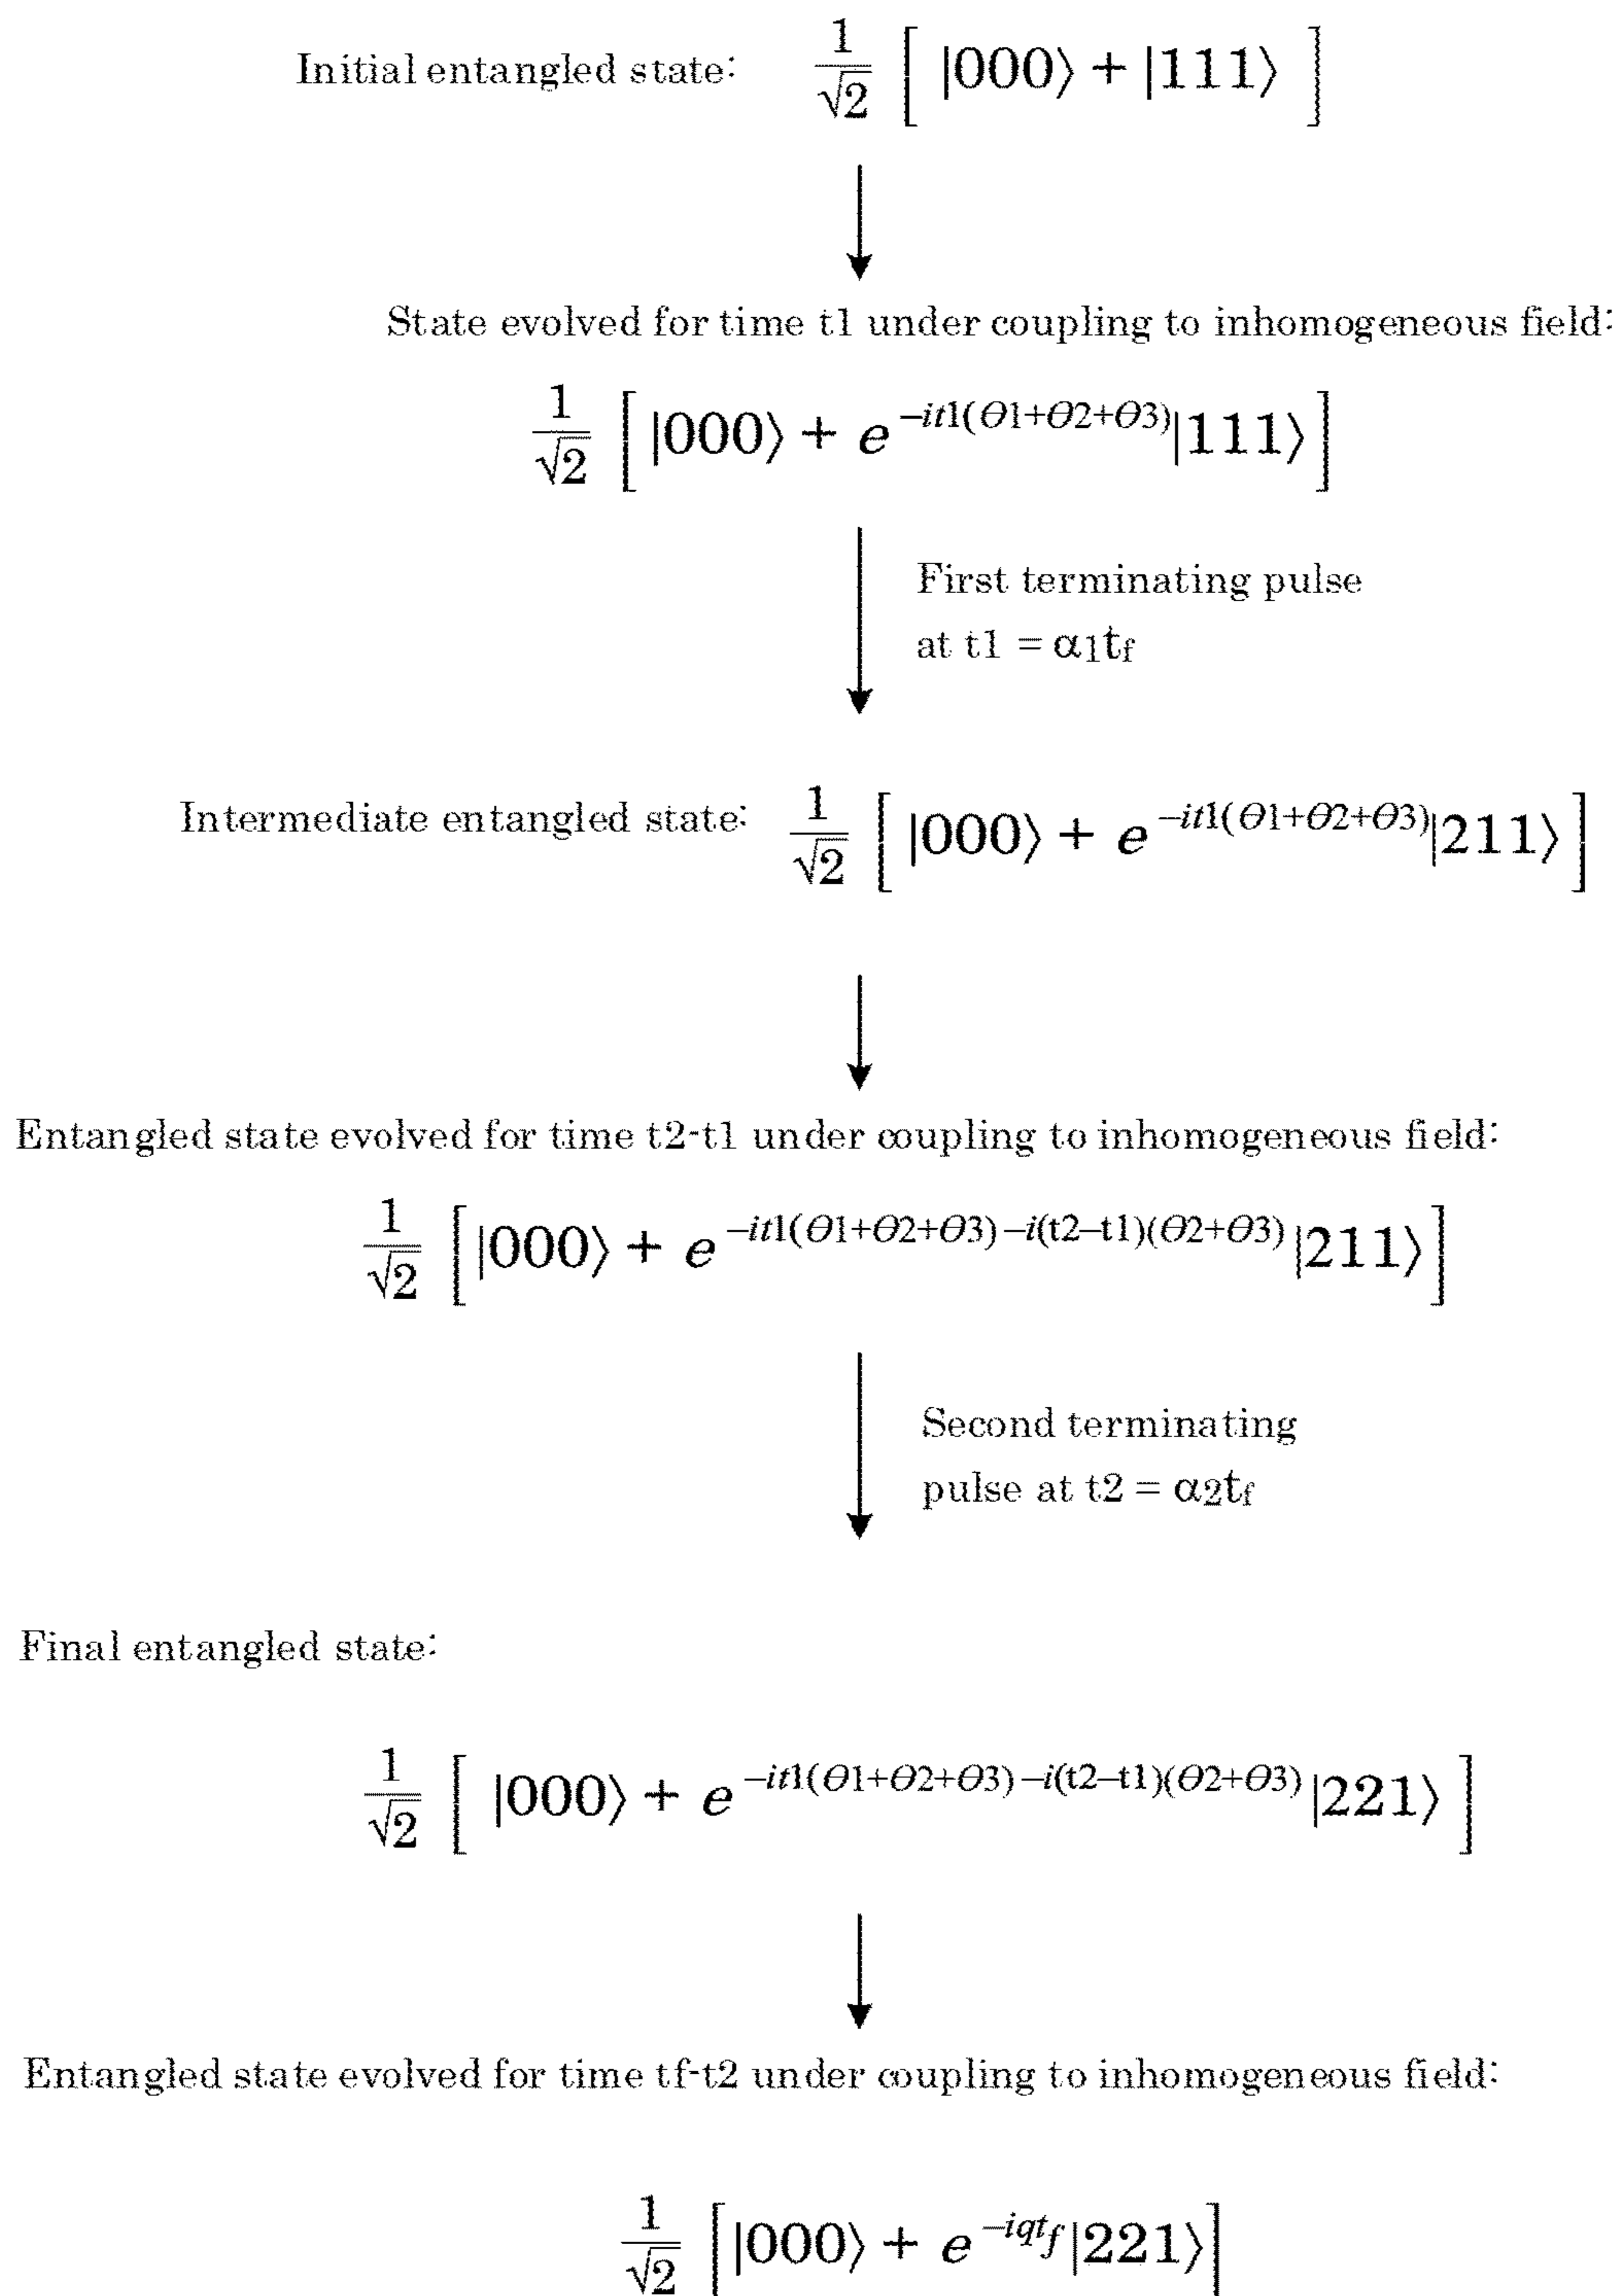 Initial entangled state: 1/√2 [ |000⟩ + |111⟩ ]
State evolved for time t1 under coupling to inhomogeneous field:
1/√2 [ |000⟩ + e^{–it1(Θ1+Θ2+Θ3)}|111⟩ ]
First terminating pulse
at t1 = α₁t_f
Intermediate entangled state: 1/√2 [ |000⟩ + e^{–it1(Θ1+Θ2+Θ3)}|211⟩ ]
Entangled state evolved for time t2-t1 under coupling to inhomogeneous field:
1/√2 [ |000⟩ + e^{–it1(Θ1+Θ2+Θ3)–i(t2–t1)(Θ2+Θ3)}|211⟩ ]
Second terminating
pulse at t2 = α₂t_f
Final entangled state:
1/√2 [ |000⟩ + e^{–it1(Θ1+Θ2+Θ3)–i(t2–t1)(Θ2+Θ3)}|221⟩ ]
Entangled state evolved for time tf-t2 under coupling to inhomogeneous field:
1/√2 [ |000⟩ + e^{–iqt_f}|221⟩ ]